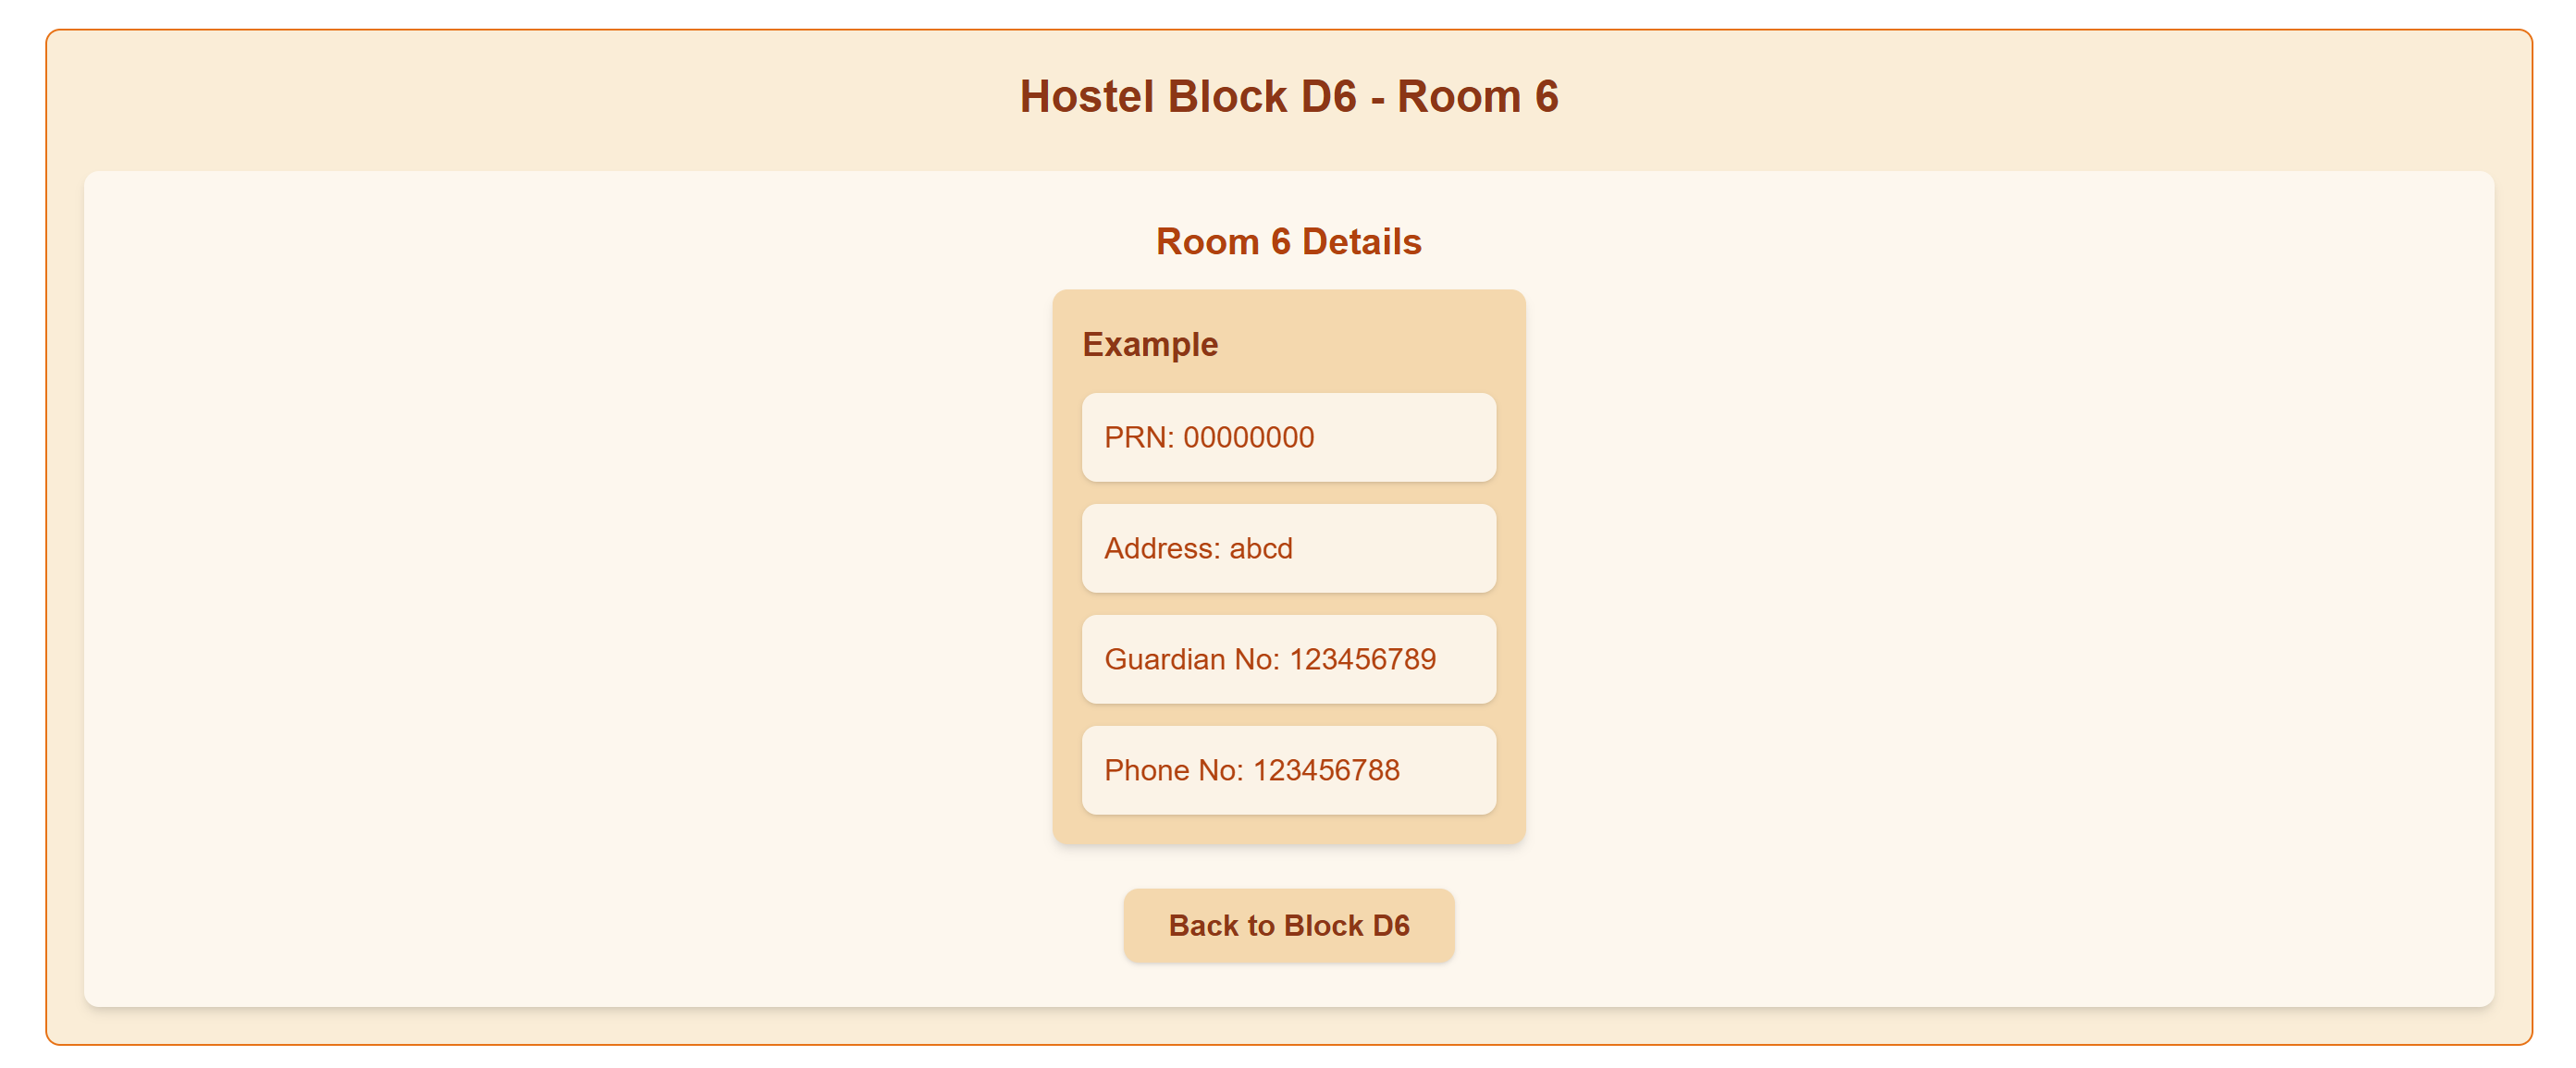 Hostel Block D6 - Room 6
Room 6 Details
Example
PRN: 00000000
Address: abcd
Guardian No: 123456789
Phone No: 123456788
Back to Block D6